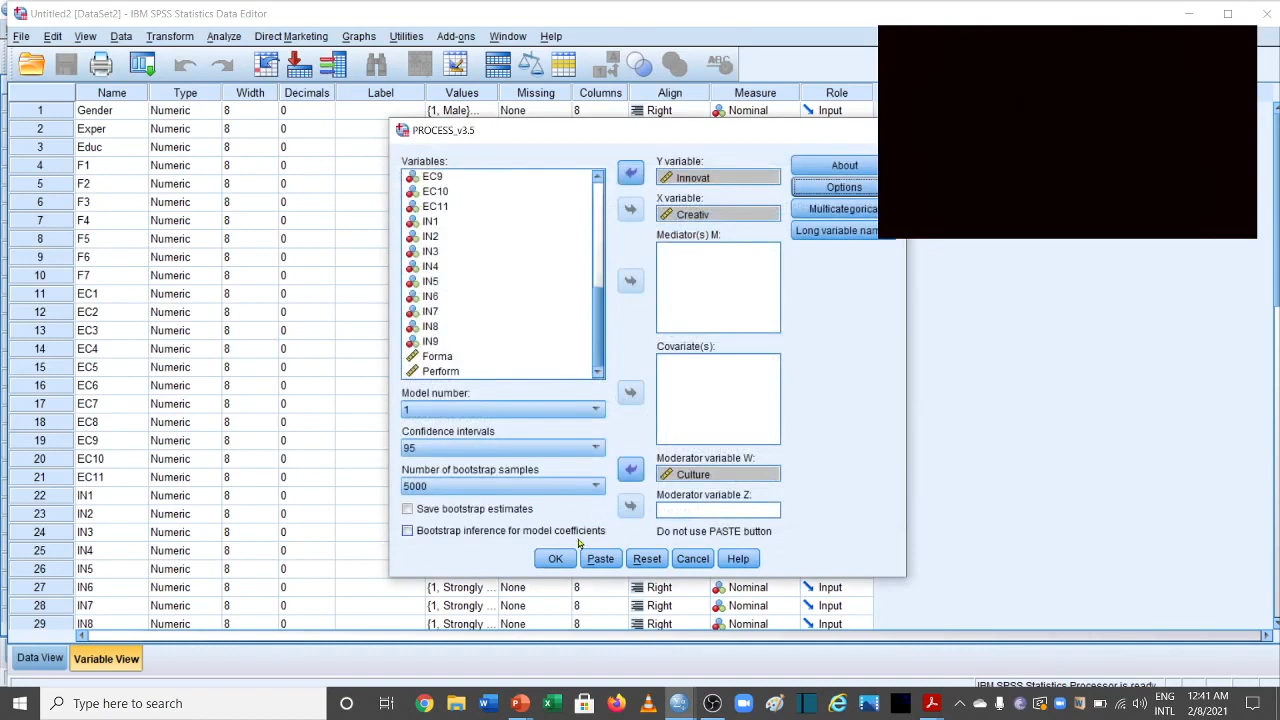 Untitled2 [DataSet2] - IBM SPSS Statistics Data Editor
File Edit View Data Transform Analyze Direct Marketing Graphs Utilities Add-ons Window Help
Name Type Width Decimals Label Values Missing Columns Align Measure Role
1 Gender Numeric 8 0 {1, Male}... None 8 Right Nominal Input
2 Exper Numeric 8 0
3 Educ Numeric 8 0
4 F1 Numeric 8 0
5 F2 Numeric 8 0
6 F3 Numeric 8 0
7 F4 Numeric 8 0
8 F5 Numeric 8 0
9 F6 Numeric 8 0
10 F7 Numeric 8 0
11 EC1 Numeric 8 0
12 EC2 Numeric 8 0
13 EC3 Numeric 8 0
14 EC4 Numeric 8 0
15 EC5 Numeric 8 0
16 EC6 Numeric 8 0
17 EC7 Numeric 8 0
18 EC8 Numeric 8 0
19 EC9 Numeric 8 0
20 EC10 Numeric 8 0
21 EC11 Numeric 8 0
22 IN1 Numeric 8 0
23 IN2 Numeric 8 0
24 IN3 Numeric 8 0
25 IN4 Numeric 8 0
26 IN5 Numeric 8 0
27 IN6 Numeric 8 0 {1, Strongly ... None 8 Right Nominal Input
28 IN7 Numeric 8 0 {1, Strongly ... None 8 Right Nominal Input
29 IN8 Numeric 8 0 {1, Strongly ... None 8 Right Nominal Input
PROCESS_v3.5
Variables:
EC9
EC10
EC11
IN1
IN2
IN3
IN4
IN5
IN6
IN7
IN8
IN9
Forma
Perform
Model number:
1
Confidence intervals
95
Number of bootstrap samples
5000
Save bootstrap estimates
Bootstrap inference for model coefficients
Y variable:
Innovat
X variable:
Creativ
Mediator(s) M:
Covariate(s):
Moderator variable W:
Culture
Moderator variable Z:
Do not use PASTE button
About
Options
Multicategorica
Long variable nam
OK Paste Reset Cancel Help
Data View Variable View
IBM SPSS Statistics Processor is ready
Type here to search
ENG
INTL
12:41 AM
2/8/2021